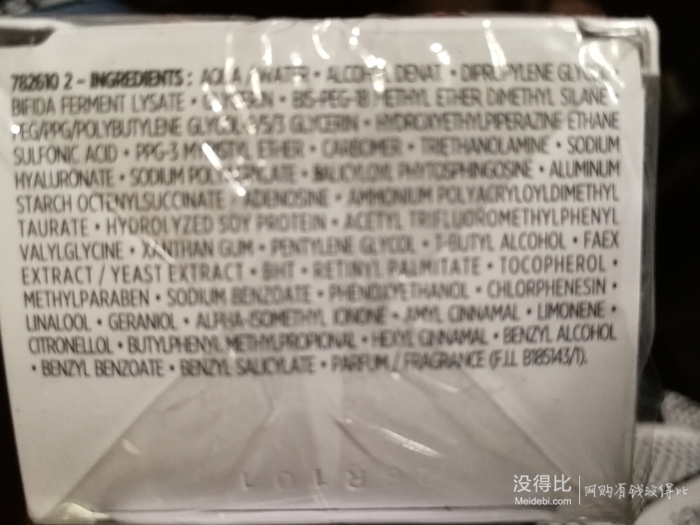 782610 2 - INGREDIENTS : AQUA / WATER • ALCOHOL DENAT. • DIPROPYLENE GLYCOL •
BIFIDA FERMENT LYSATE • GLYCERIN • BIS-PEG-18 METHYL ETHER DIMETHYL SILANE •
PEG/PPG/POLYBUTYLENE GLYCOL-8/5/3 GLYCERIN • HYDROXYETHYLPIPERAZINE ETHANE
SULFONIC ACID • PPG-3 MYRISTYL ETHER • CARBOMER • TRIETHANOLAMINE • SODIUM
HYALURONATE • SODIUM POLYACRYLATE • SALICYLOYL PHYTOSPHINGOSINE • ALUMINUM
STARCH OCTENYLSUCCINATE • ADENOSINE • AMMONIUM POLYACRYLOYLDIMETHYL
TAURATE • HYDROLYZED SOY PROTEIN • ACETYL TRIFLUOROMETHYLPHENYL
VALYLGLYCINE • XANTHAN GUM • PENTYLENE GLYCOL • T-BUTYL ALCOHOL • FAEX
EXTRACT / YEAST EXTRACT • BHT • RETINYL PALMITATE • TOCOPHEROL •
METHYLPARABEN • SODIUM BENZOATE • PHENOXYETHANOL • CHLORPHENESIN •
LINALOOL • GERANIOL • ALPHA-ISOMETHYL IONONE • AMYL CINNAMAL • LIMONENE •
CITRONELLOL • BUTYLPHENYL METHYLPROPIONAL • HEXYL CINNAMAL • BENZYL ALCOHOL
• BENZYL BENZOATE • BENZYL SALICYLATE • PARFUM / FRAGRANCE (F.I.L. B185143/1).
R101
没得比 Meidebi.com 网购有钱没得比